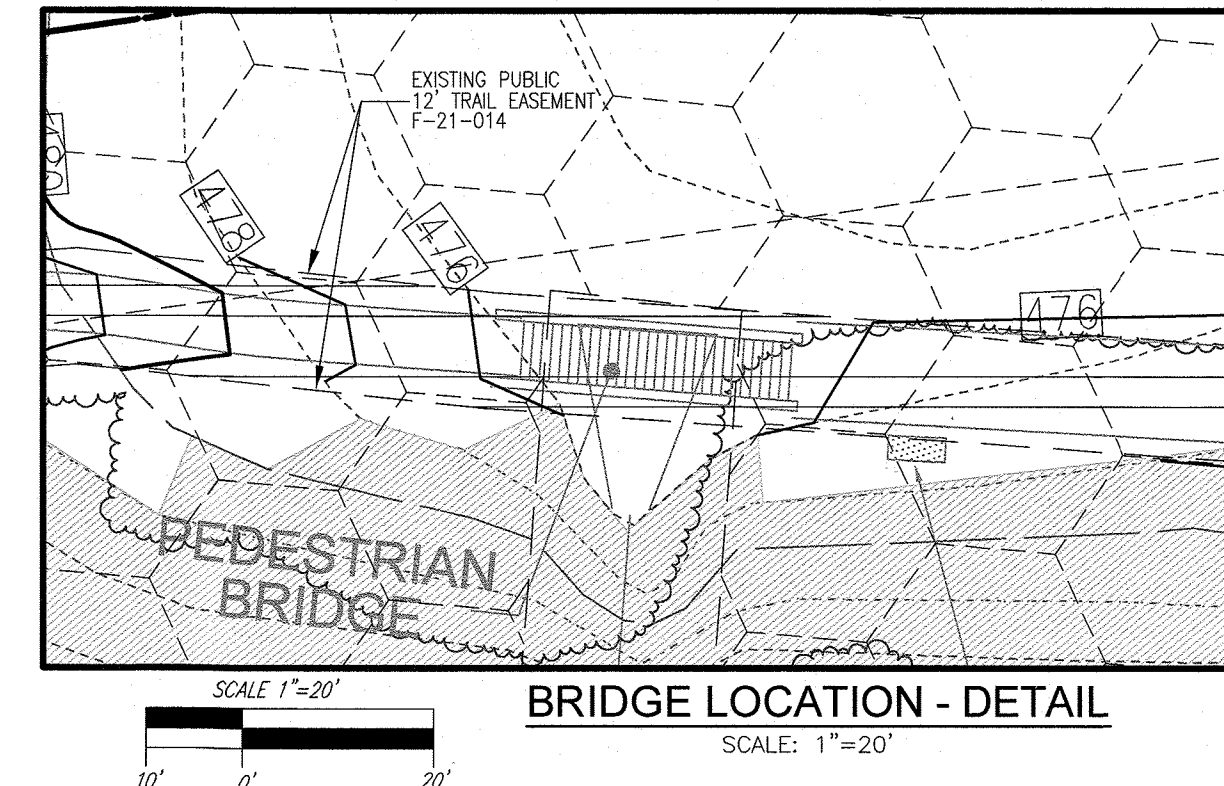 EXISTING PUBLIC
12' TRAIL EASEMENT
F-21-014
478
476
476
PEDESTRIAN
BRIDGE
SCALE 1"=20'
10' 0' 20'
BRIDGE LOCATION - DETAIL
SCALE: 1"=20'